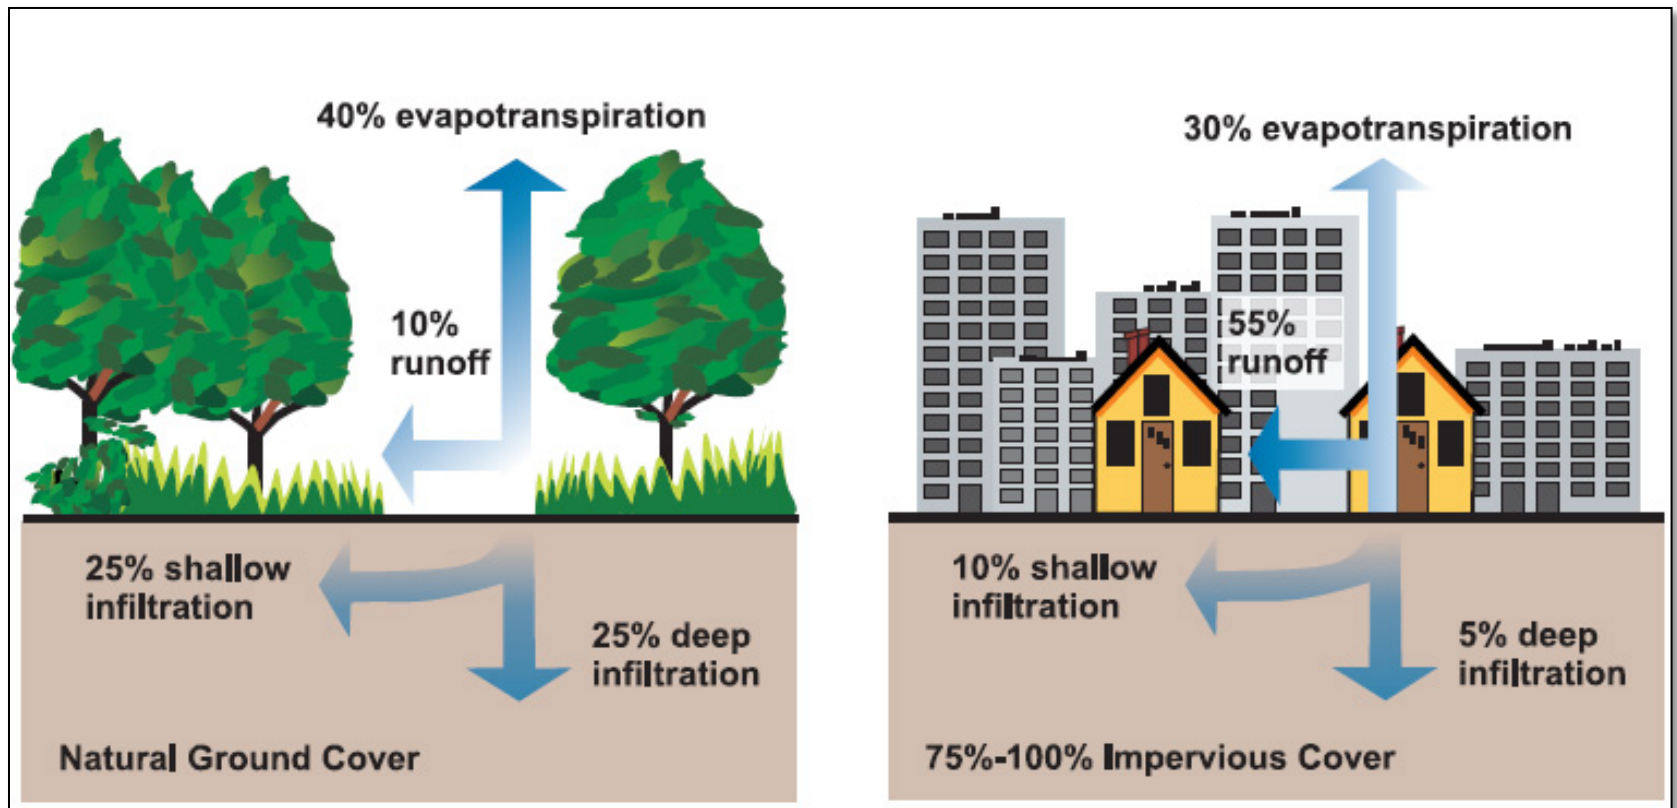 40% evapotranspiration
10%
runoff
25% shallow
infiltration
25% deep
infiltration
Natural Ground Cover
30% evapotranspiration
55%
runoff
10% shallow
infiltration
5% deep
infiltration
75%-100% Impervious Cover